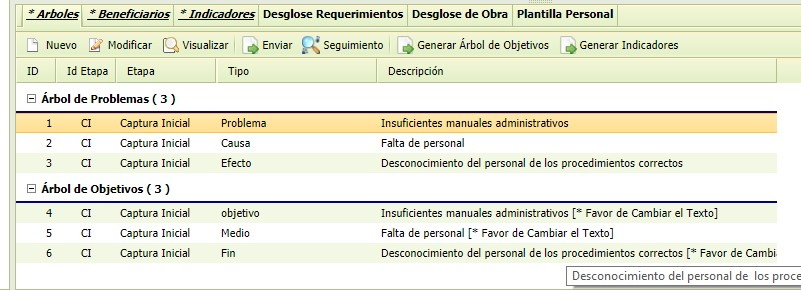 * Arboles * Beneficiarios * Indicadores Desglose Requerimientos Desglose de Obra Plantilla Personal
Nuevo Modificar Visualizar Enviar Seguimiento Generar Árbol de Objetivos Generar Indicadores
ID Id Etapa Etapa Tipo Descripción
Árbol de Problemas ( 3 )
1 CI Captura Inicial Problema Insuficientes manuales administrativos
2 CI Captura Inicial Causa Falta de personal
3 CI Captura Inicial Efecto Desconocimiento del personal de los procedimientos correctos
Árbol de Objetivos ( 3 )
4 CI Captura Inicial objetivo Insuficientes manuales administrativos [* Favor de Cambiar el Texto]
5 CI Captura Inicial Medio Falta de personal [* Favor de Cambiar el Texto]
6 CI Captura Inicial Fin Desconocimiento del personal de los procedimientos correctos [* Favor de Cambi
Desconocimiento del personal de los proce